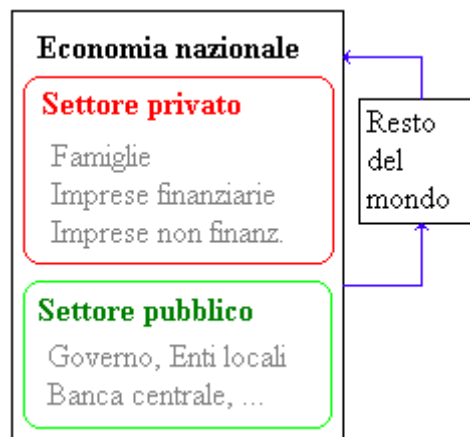 Economia nazionale
Settore privato
Famiglie
Imprese finanziarie
Imprese non finanz.
Settore pubblico
Governo, Enti locali
Banca centrale, ...
Resto
del
mondo